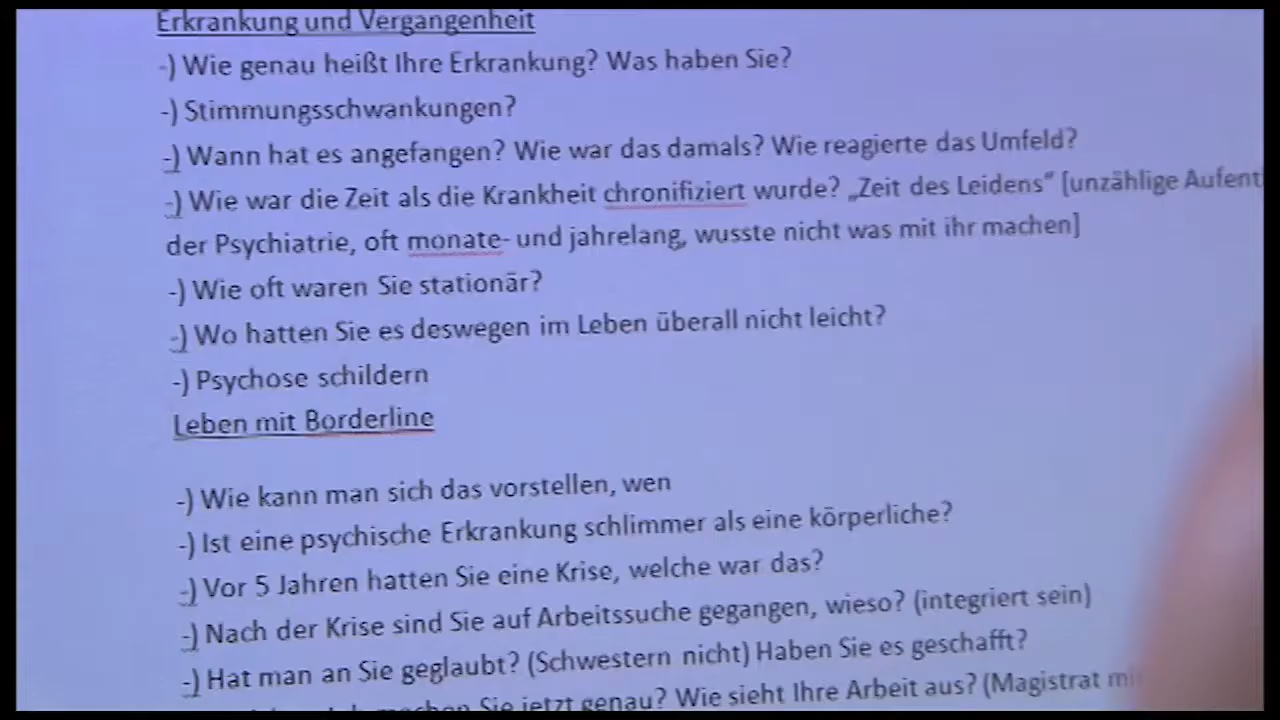 Erkrankung und Vergangenheit
-) Wie genau heißt Ihre Erkrankung? Was haben Sie?
-) Stimmungsschwankungen?
-) Wann hat es angefangen? Wie war das damals? Wie reagierte das Umfeld?
-) Wie war die Zeit als die Krankheit chronifiziert wurde? „Zeit des Leidens“ [unzählige Aufent
der Psychiatrie, oft monate- und jahrelang, wusste nicht was mit ihr machen]
-) Wie oft waren Sie stationär?
-) Wo hatten Sie es deswegen im Leben überall nicht leicht?
-) Psychose schildern
Leben mit Borderline
-) Wie kann man sich das vorstellen, wen
-) Ist eine psychische Erkrankung schlimmer als eine körperliche?
-) Vor 5 Jahren hatten Sie eine Krise, welche war das?
-) Nach der Krise sind Sie auf Arbeitssuche gegangen, wieso? (integriert sein)
-) Hat man an Sie geglaubt? (Schwestern nicht) Haben Sie es geschafft?
Sie jetzt genau? Wie sieht Ihre Arbeit aus? (Magistrat